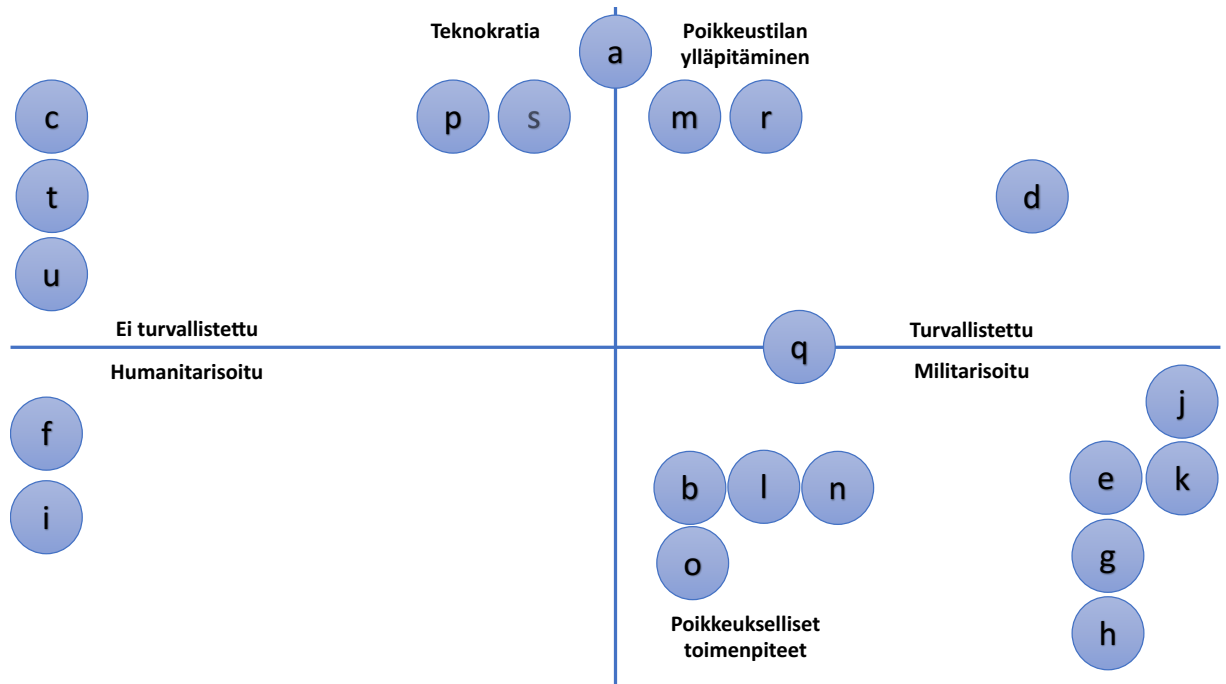 Teknokratia
a
Poikkeustilan
ylläpitäminen
c
p
s
m
r
t
d
u
Ei turvallistettu
q
Turvallistettu
Humanitarisoitu
Militarisoitu
j
f
b
l
n
e
k
i
o
g
Poikkeukselliset
toimenpiteet
h